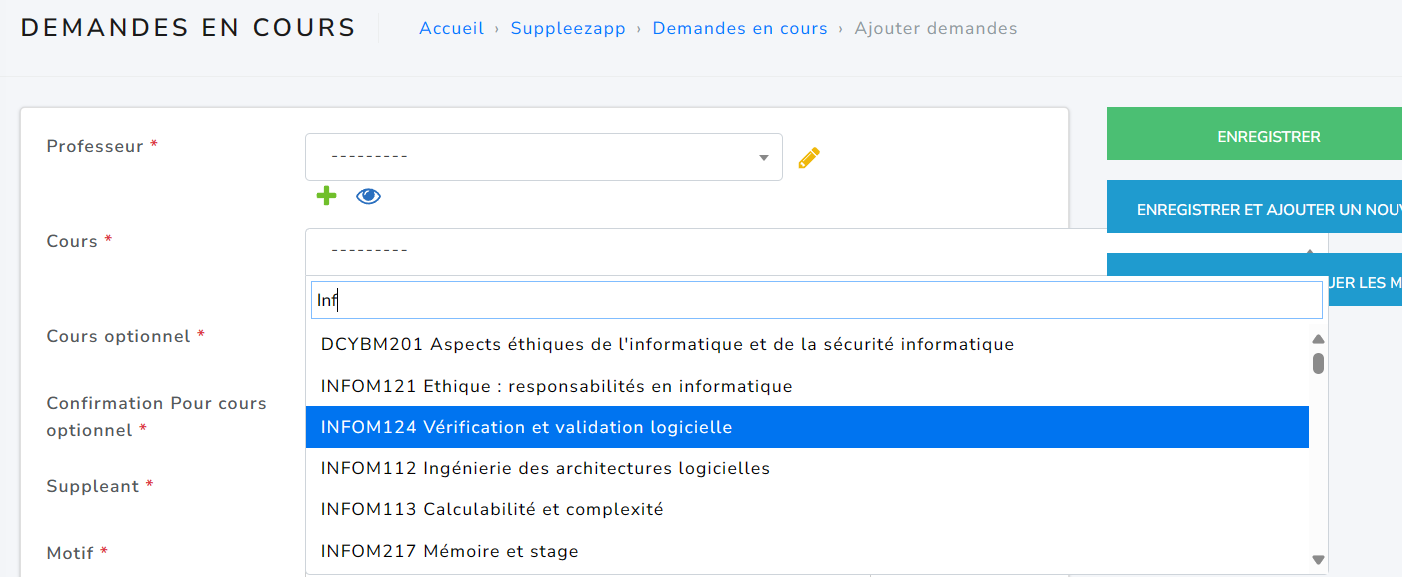 DEMANDES EN COURS
Accueil › Suppleezapp › Demandes en cours › Ajouter demandes
Professeur *
---------
ENREGISTRER
ENREGISTRER ET AJOUTER UN NOUV
Cours *
---------
UER LES M
Inf
Cours optionnel *
DCYBM201 Aspects éthiques de l'informatique et de la sécurité informatique
INFOM121 Ethique : responsabilités en informatique
Confirmation Pour cours
optionnel *
INFOM124 Vérification et validation logicielle
INFOM112 Ingénierie des architectures logicielles
Suppleant *
INFOM113 Calculabilité et complexité
Motif *
INFOM217 Mémoire et stage